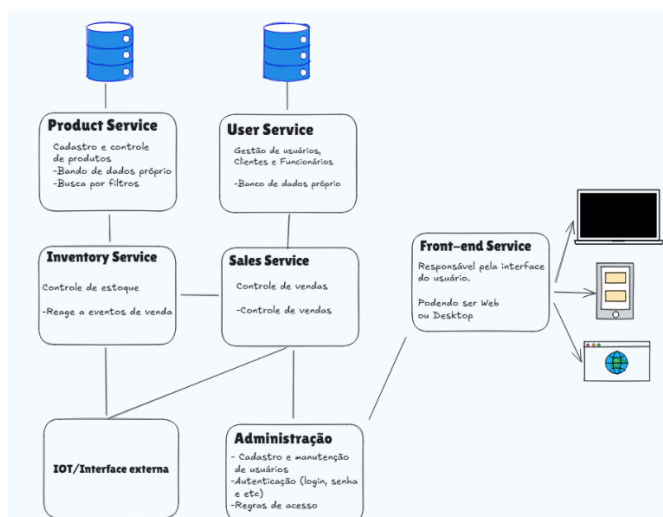 Product Service
Cadastro e controle
de produtos
-Bando de dados próprio
-Busca por filtros
User Service
Gestão de usuários,
Clientes e Funcionários
-Banco de dados próprio
Inventory Service
Controle de estoque
-Reage a eventos de venda
Sales Service
Controle de vendas
-Controle de vendas
Front-end Service
Responsável pela interface
do usuário.
Podendo ser Web
ou Desktop
IOT/Interface externa
Administração
- Cadastro e manutenção
de usuários
-Autenticação (login, senha
e etc)
-Regras de acesso